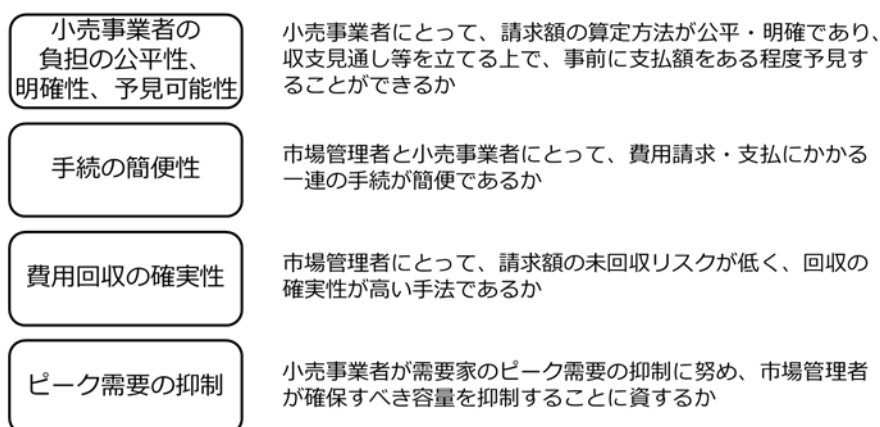 小売事業者の
負担の公平性、
明確性、予見可能性
小売事業者にとって、請求額の算定方法が公平・明確であり、
収支見通し等を立てる上で、事前に支払額をある程度予見す
ることができるか
手続の簡便性
市場管理者と小売事業者にとって、費用請求・支払にかかる
一連の手続が簡便であるか
費用回収の確実性
市場管理者にとって、請求額の未回収リスクが低く、回収の
確実性が高い手法であるか
ピーク需要の抑制
小売事業者が需要家のピーク需要の抑制に努め、市場管理者
が確保すべき容量を抑制することに資するか